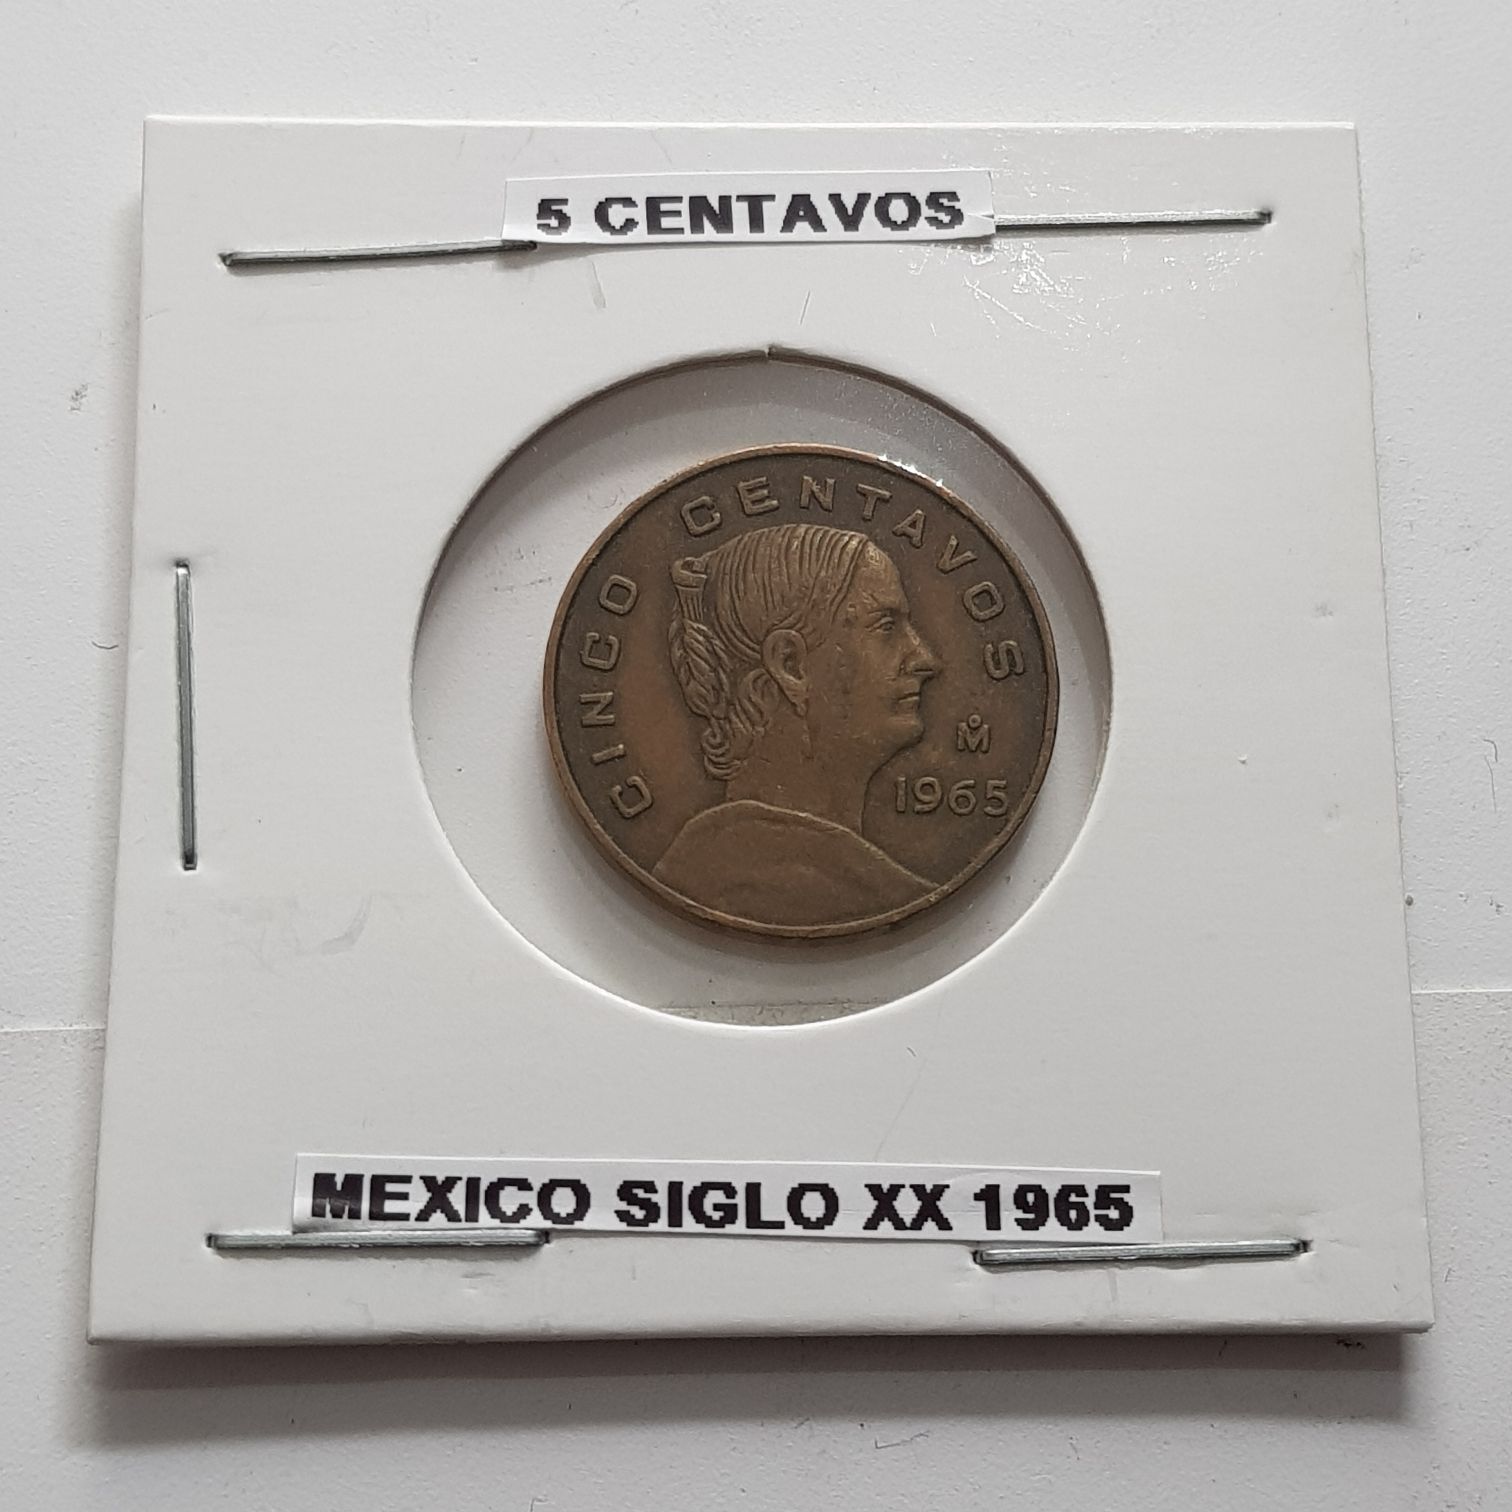 5 CENTAVOS
CINCO CENTAVOS
M°
1965
MEXICO SIGLO XX 1965